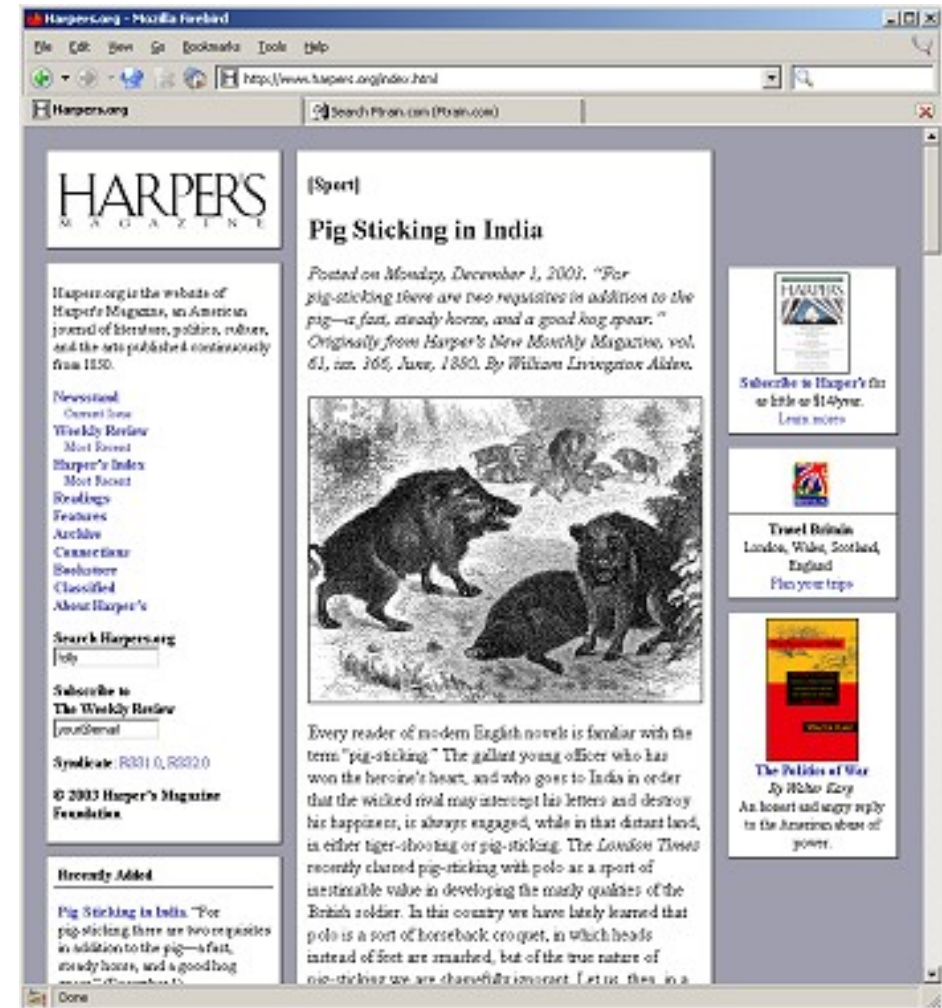 Harpers.org - Mozilla Firebird
File Edit View Go Bookmarks Tools Help
http://www.harpers.org/index.html
Harpers.org
Search Ftrain.com (Ftrain.com)
HARPER'S
MAGAZINE
Harpers.org is the website of
Harper's Magazine, an American
journal of literature, politics, culture,
and the arts published continuously
from 1850.
Newsstand
Current Issue
Weekly Review
Most Recent
Harper's Index
Most Recent
Readings
Features
Archive
Connections
Bookstore
Classified
About Harper's
Search Harpers.org
Subscribe to
The Weekly Review
your@email
Syndicate: RSS1.0, RSS2.0
© 2003 Harper's Magazine
Foundation
Recently Added
Pig Sticking in India. "For
pig-sticking there are two requisites
in addition to the pig—a fast,
steady horse, and a good hog
[Sport]
Pig Sticking in India
Posted on Monday, December 1, 2003. "For
pig-sticking there are two requisites in addition to the
pig—a fast, steady horse, and a good hog spear."
Originally from Harper's New Monthly Magazine, vol.
61, iss. 366, June, 1880. By William Livingston Alden.
Every reader of modern English novels is familiar with the
term "pig-sticking." The gallant young officer who has
won the heroine's heart, and who goes to India in order
that the wicked rival may intercept his letters and destroy
his happiness, is always engaged, while in that distant land,
in either tiger-shooting or pig-sticking. The London Times
recently classed pig-sticking with polo as a sport of
inestimable value in developing the manly qualities of the
British soldier. In this country we have lately learned that
polo is a sort of horseback croquet, in which heads
instead of feet are smashed, but of the true nature of
pig-sticking we are shamefully ignorant. Let us, then, in a
HARPER'S
Subscribe to Harper's for
as little as $14/year.
Learn more»
Travel Britain
London, Wales, Scotland,
England
Plan your trip»
The Politics of War
By Walter Karp
An honest and angry reply
to the American abuse of
power.
Done